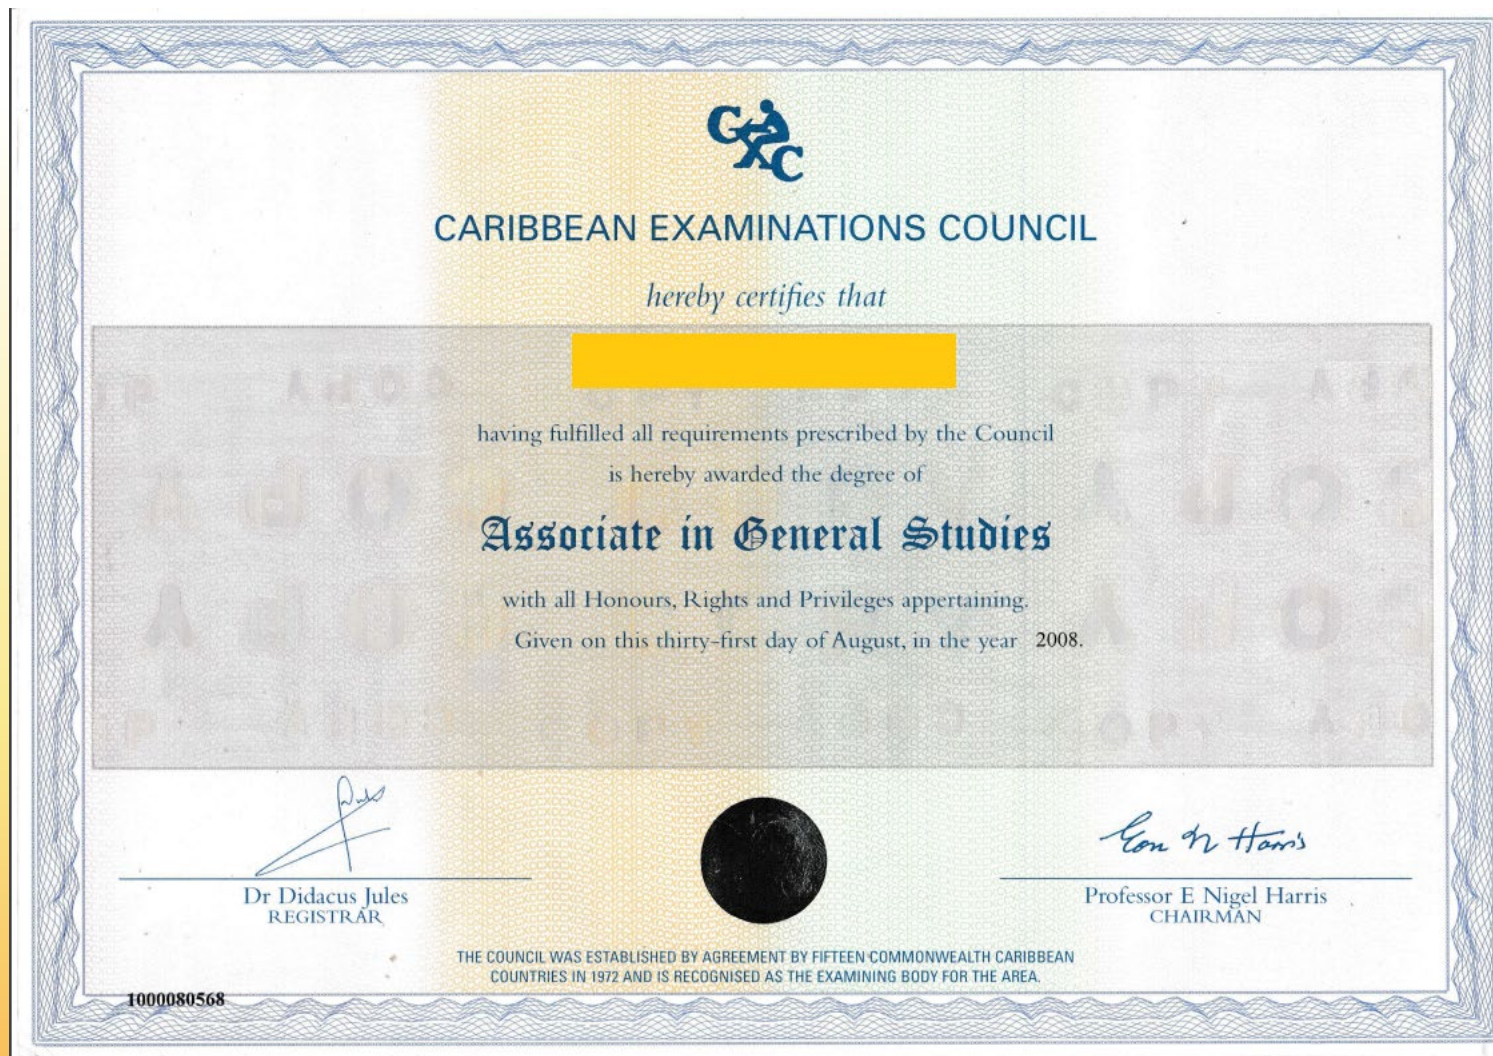 CXC
CARIBBEAN EXAMINATIONS COUNCIL
hereby certifies that
having fulfilled all requirements prescribed by the Council
is hereby awarded the degree of
Associate in General Studies
with all Honours, Rights and Privileges appertaining.
Given on this thirty-first day of August, in the year 2008.
Dr Didacus Jules
REGISTRAR
Professor E Nigel Harris
CHAIRMAN
THE COUNCIL WAS ESTABLISHED BY AGREEMENT BY FIFTEEN COMMONWEALTH CARIBBEAN
COUNTRIES IN 1972 AND IS RECOGNISED AS THE EXAMINING BODY FOR THE AREA.
1000080568